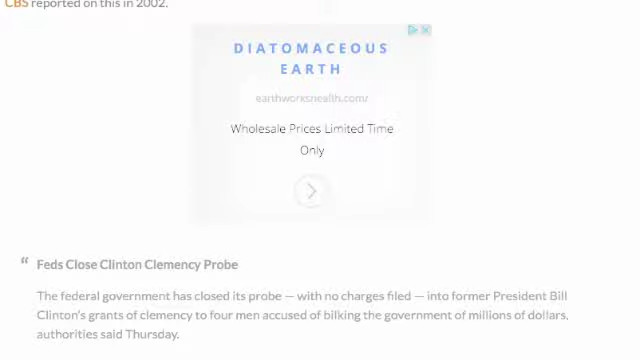 CBS reported on this in 2002.
DIATOMACEOUS
EARTH
earthworkshealth.com/
Wholesale Prices Limited Time
Only
“ Feds Close Clinton Clemency Probe
The federal government has closed its probe — with no charges filed — into former President Bill
Clinton's grants of clemency to four men accused of bilking the government of millions of dollars,
authorities said Thursday.